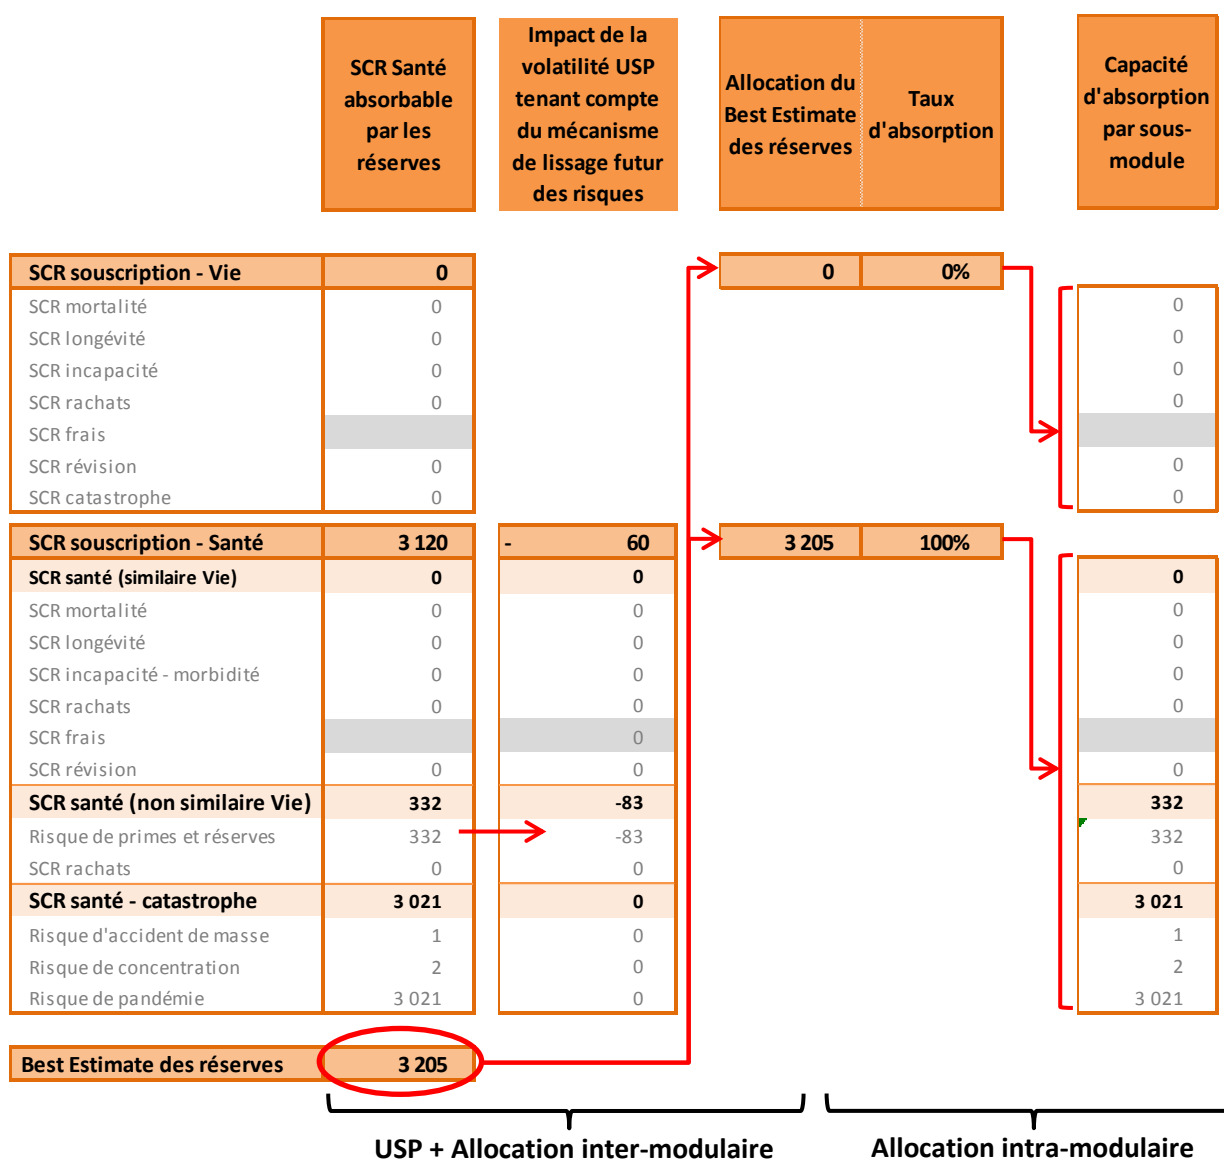 SCR Santé
absorbable
par les
réserves
Impact de la
volatilité USP
tenant compte
du mécanisme
de lissage futur
des risques
Allocation du
Best Estimate
des réserves
Taux
d'absorption
Capacité
d'absorption
par sous-
module
SCR souscription - Vie 0 0 0%
SCR mortalité 0 0
SCR longévité 0 0
SCR incapacité 0 0
SCR rachats 0 0
SCR frais
SCR révision 0 0
SCR catastrophe 0 0
SCR souscription - Santé 3 120 - 60 3 205 100%
SCR santé (similaire Vie) 0 0 0
SCR mortalité 0 0 0
SCR longévité 0 0 0
SCR incapacité - morbidité 0 0 0
SCR rachats 0 0 0
SCR frais 0
SCR révision 0 0 0
SCR santé (non similaire Vie) 332 -83 332
Risque de primes et réserves 332 -83 332
SCR rachats 0 0 0
SCR santé - catastrophe 3 021 0 3 021
Risque d'accident de masse 1 0 1
Risque de concentration 2 0 2
Risque de pandémie 3 021 0 3 021
Best Estimate des réserves 3 205
USP + Allocation inter-modulaire Allocation intra-modulaire